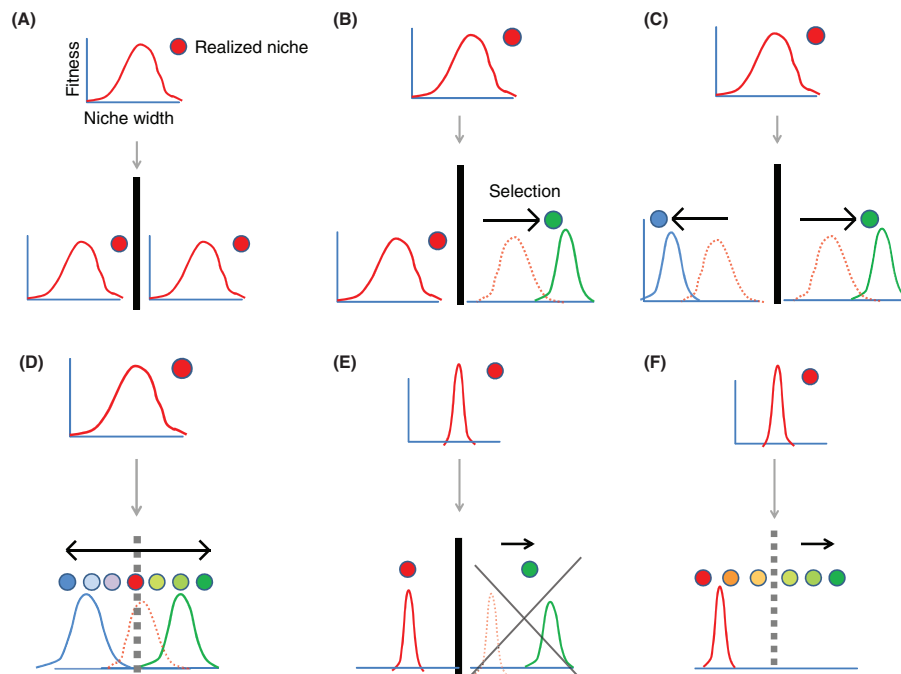 (A)
Realized niche
Fitness
Niche width
(B)
Selection
(C)
(D)
(E)
(F)